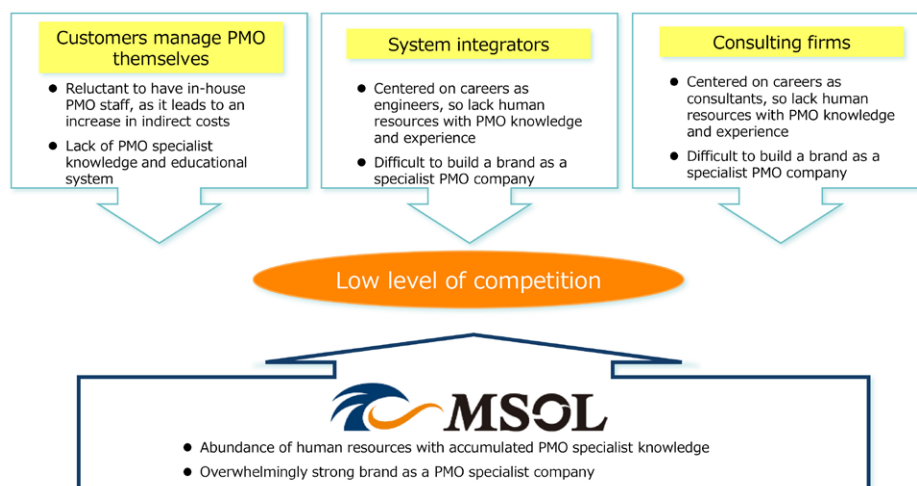 Customers manage PMO
themselves
● Reluctant to have in-house
PMO staff, as it leads to an
increase in indirect costs
● Lack of PMO specialist
knowledge and educational
system
System integrators
● Centered on careers as
engineers, so lack human
resources with PMO knowledge
and experience
● Difficult to build a brand as a
specialist PMO company
Consulting firms
● Centered on careers as
consultants, so lack human
resources with PMO knowledge
and experience
● Difficult to build a brand as a
specialist PMO company
Low level of competition
MSOL
● Abundance of human resources with accumulated PMO specialist knowledge
● Overwhelmingly strong brand as a PMO specialist company